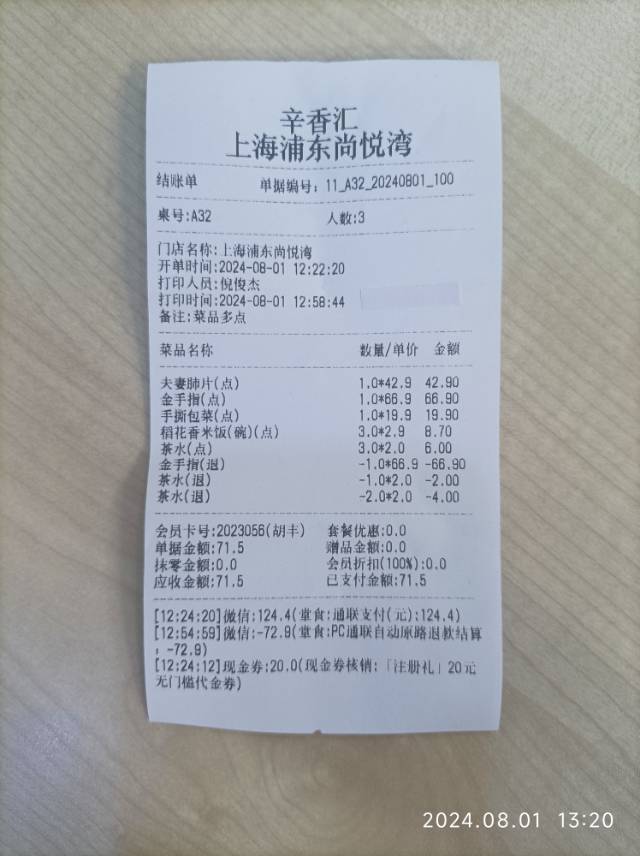 辛香汇
上海浦东尚悦湾
结账单 单据编号：11_A32_20240801_100
桌号:A32 人数:3
门店名称:上海浦东尚悦湾
开单时间:2024-08-01 12:22:20
打印人员:倪俊杰
打印时间:2024-08-01 12:58:44
备注:菜品多点
菜品名称 数量/单价 金额
夫妻肺片(点) 1.0*42.9 42.90
金手指(点) 1.0*66.9 66.90
手撕包菜(点) 1.0*19.9 19.90
稻花香米饭(碗)(点) 3.0*2.9 8.70
茶水(点) 3.0*2.0 6.00
金手指(退) -1.0*66.9 -66.90
茶水(退) -1.0*2.0 -2.00
茶水(退) -2.0*2.0 -4.00
会员卡号:2023056(胡丰) 套餐优惠:0.0
单据金额:71.5 赠品金额:0.0
抹零金额:0.0 会员折扣(100%):0.0
应收金额:71.5 已支付金额:71.5
[12:24:20]微信:124.4(堂食:通联支付(元):124.4)
[12:54:59]微信:-72.9(堂食:PC通联自动原路退款结算
：-72.9)
[12:24:12]现金券:20.0(现金券核销:「注册礼」20元
无门槛代金券)
2024.08.01 13:20